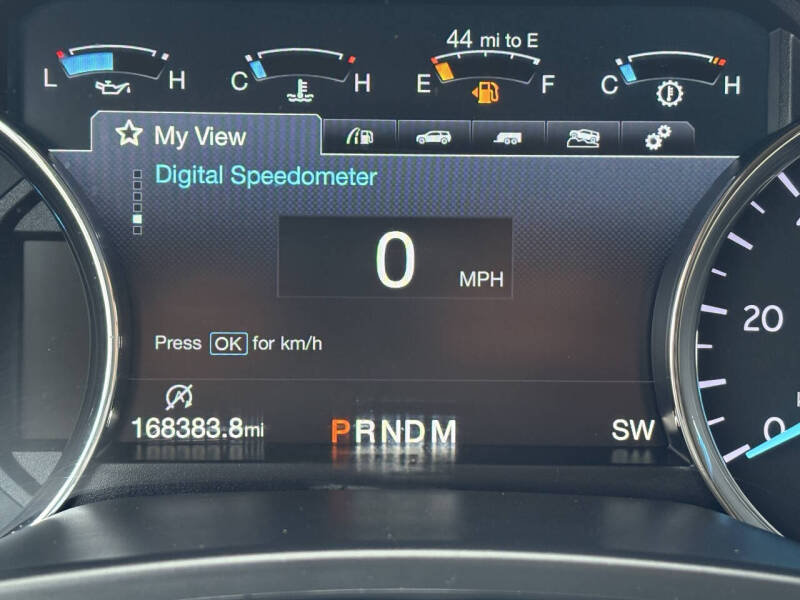 44 mi to E
L H C H E F C H
My View
Digital Speedometer
0 MPH
Press OK for km/h
20
0
168383.8mi PRNDM SW